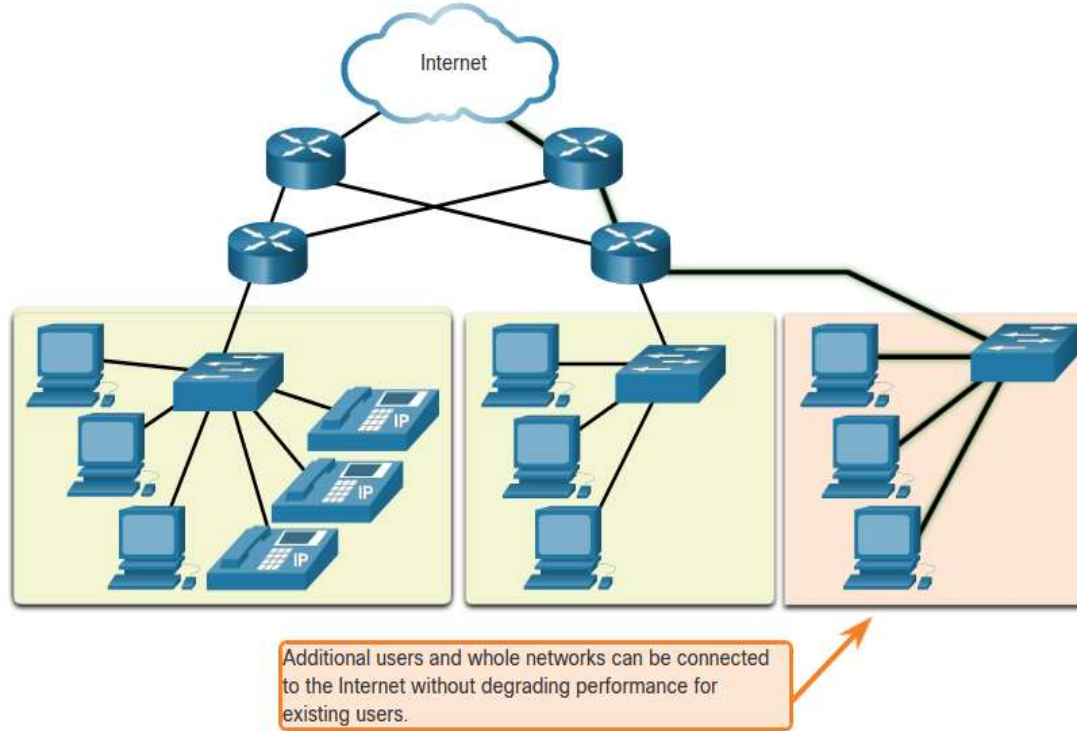 Internet
IP
IP
IP
Additional users and whole networks can be connected
to the Internet without degrading performance for
existing users.